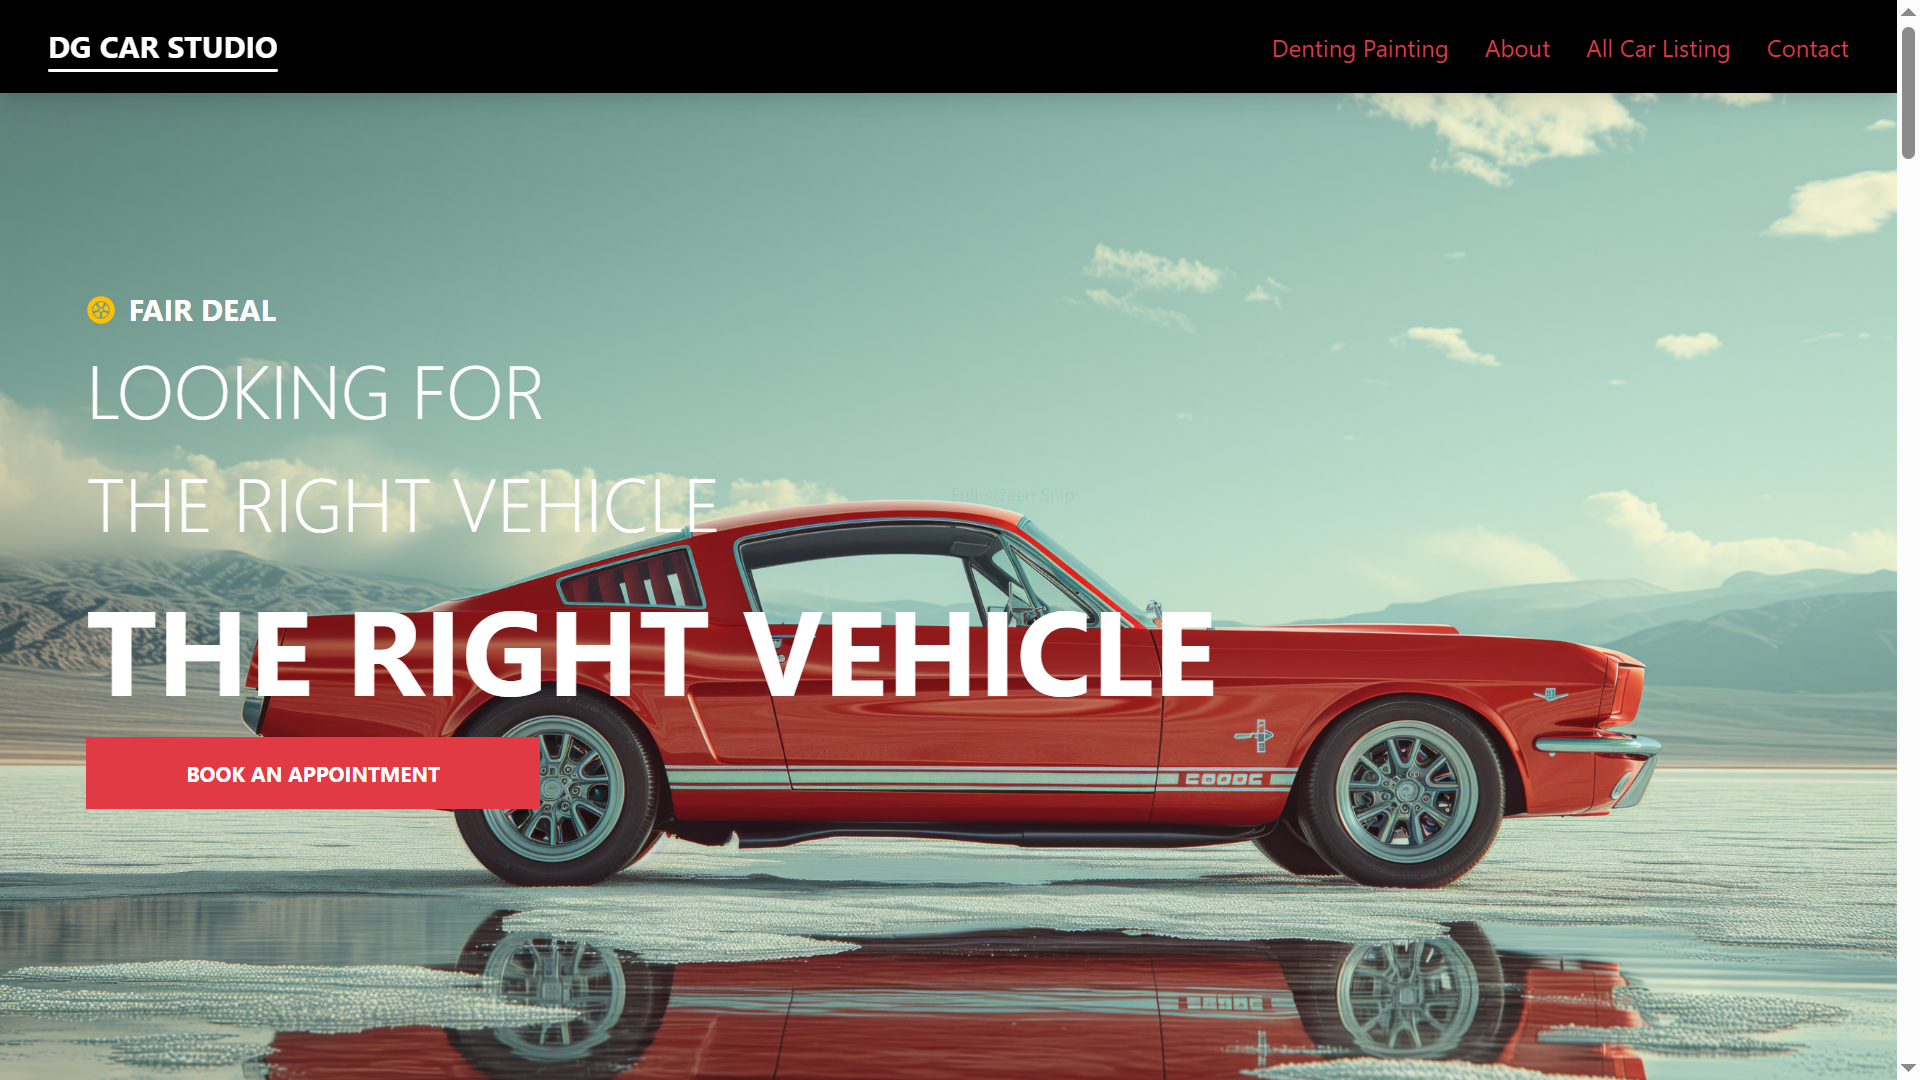 DG CAR STUDIO
Denting Painting
About
All Car Listing
Contact
FAIR DEAL
LOOKING FOR
THE RIGHT VEHICLE
Full-screen Snip
THE RIGHT VEHICLE
BOOK AN APPOINTMENT